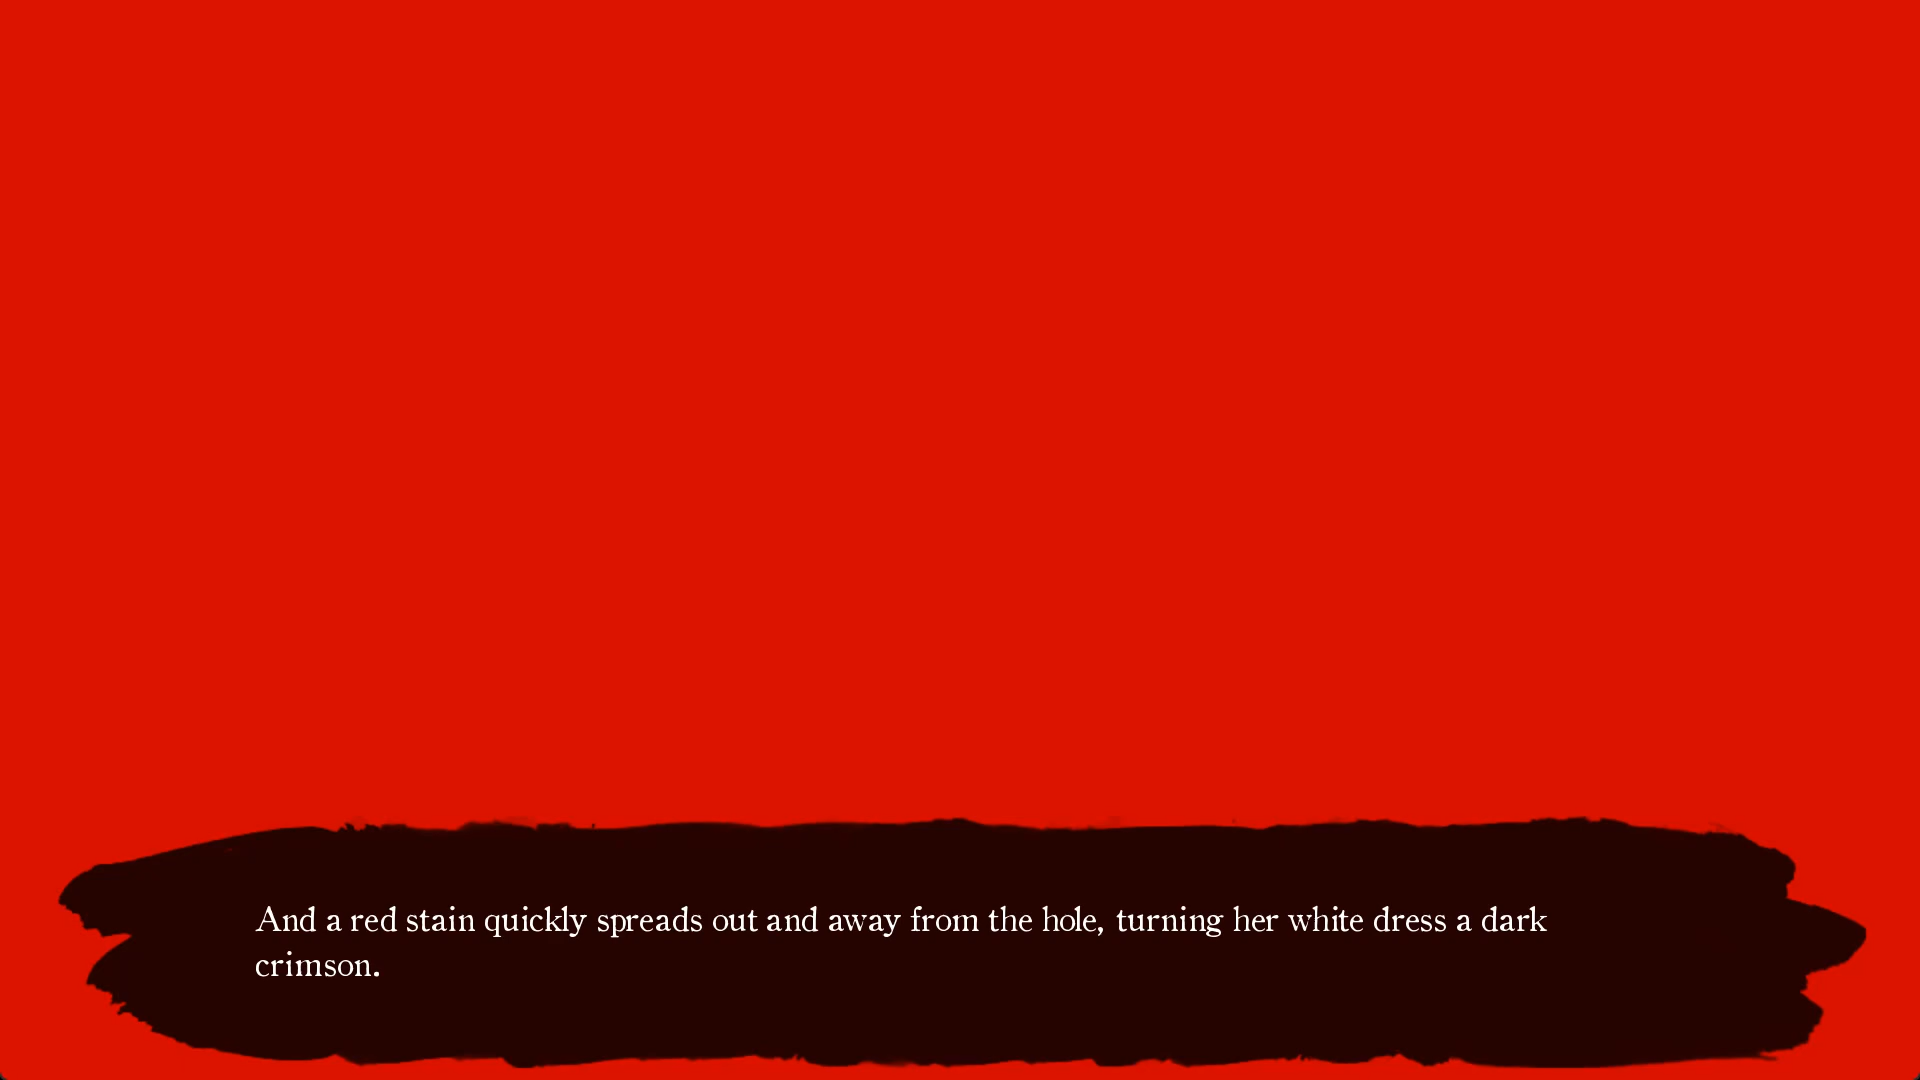 And a red stain quickly spreads out and away from the hole, turning her white dress a dark
crimson.